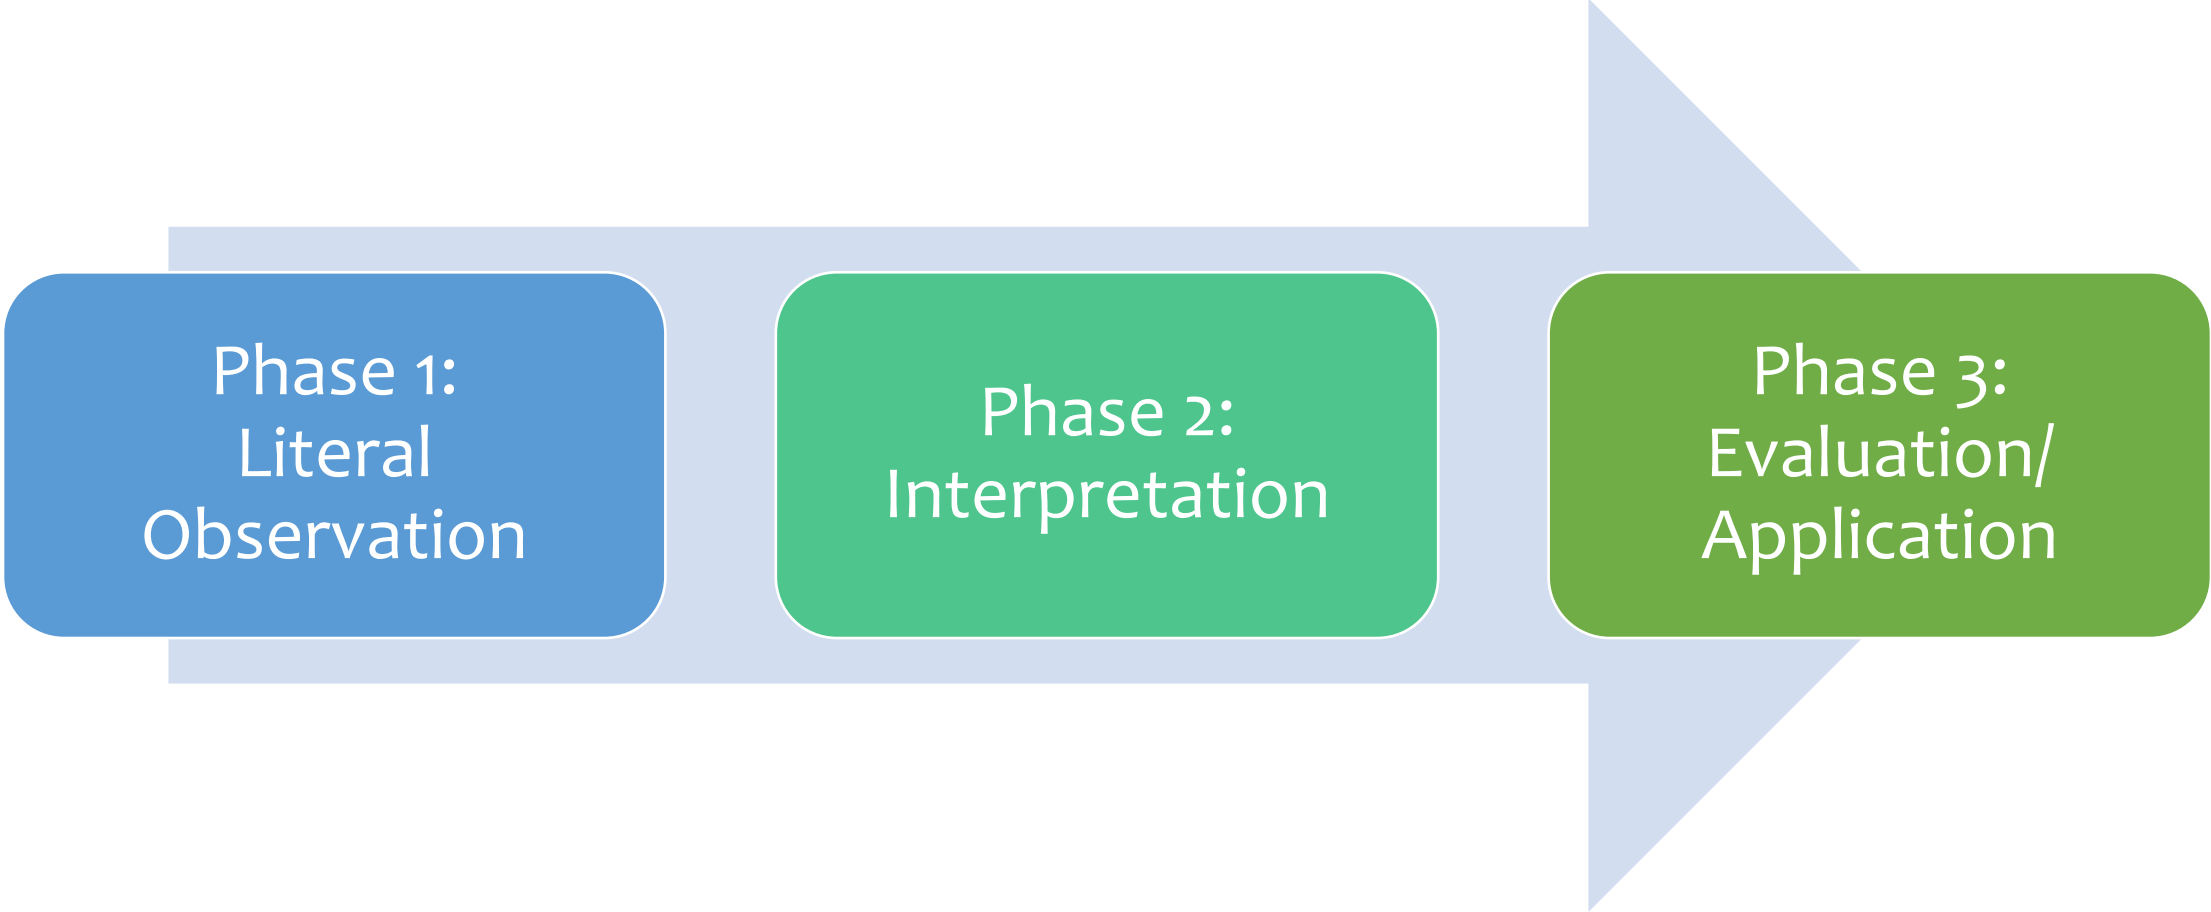 Phase 1:
Literal
Observation
Phase 2:
Interpretation
Phase 3:
Evaluation/
Application